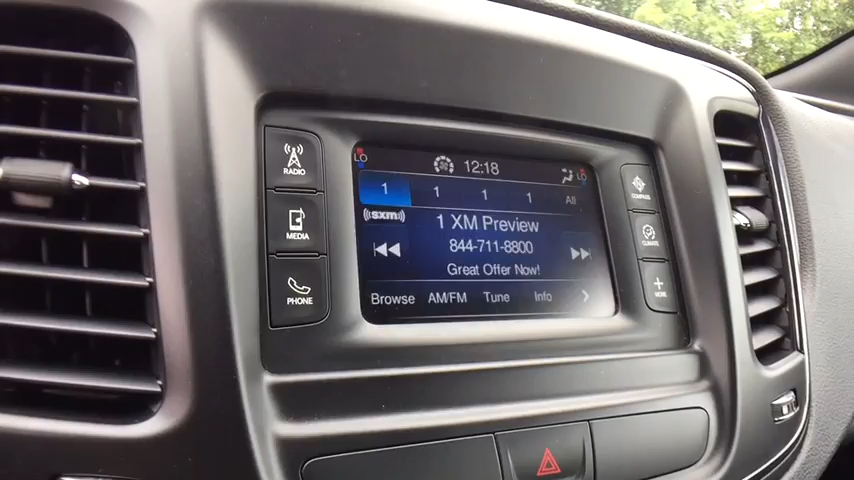 RADIO
MEDIA
PHONE
LO 12:18 LO
1 1 1 1 All
((sxm))
1 XM Preview
844-711-8800
Great Offer Now!
Browse AM/FM Tune Info
COMPASS
CLIMATE
MORE